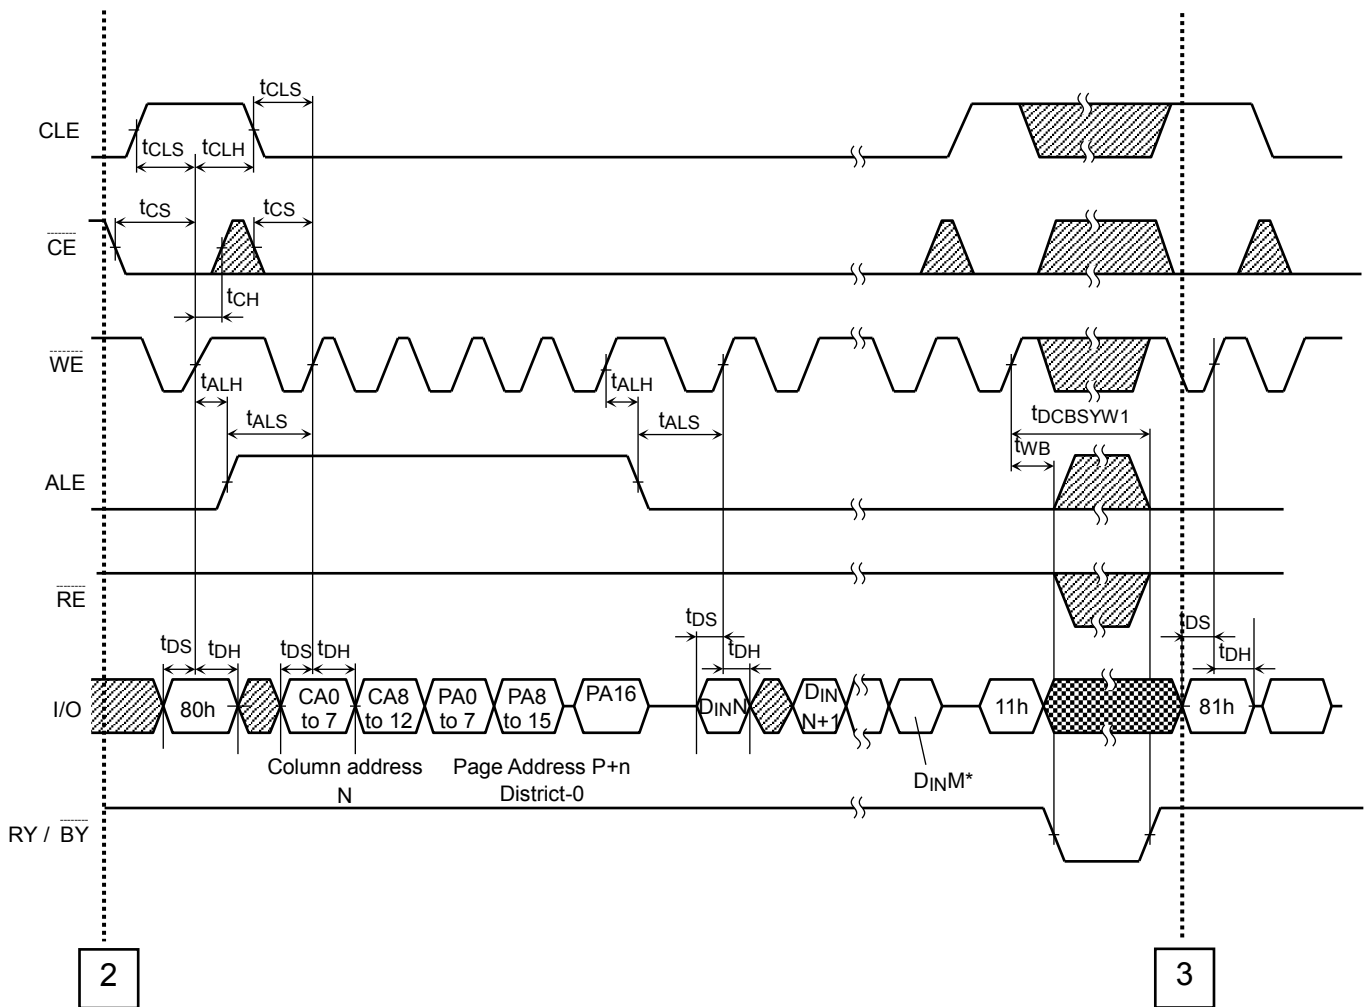 tCLS
CLE
tCLS tCLH
tCS tCS
CE
tCH
WE
tALH tALH
tALS tALS
tDCBSYW1
tWB
ALE
RE
tDS tDH tDS tDH tDS tDH tDS tDH
I/O 80h CA0 to 7 CA8 to 12 PA0 to 7 PA8 to 15 PA16 DINN DIN N+1 11h 81h
Column address N
Page Address P+n
District-0
DINM*
RY / BY
2 3